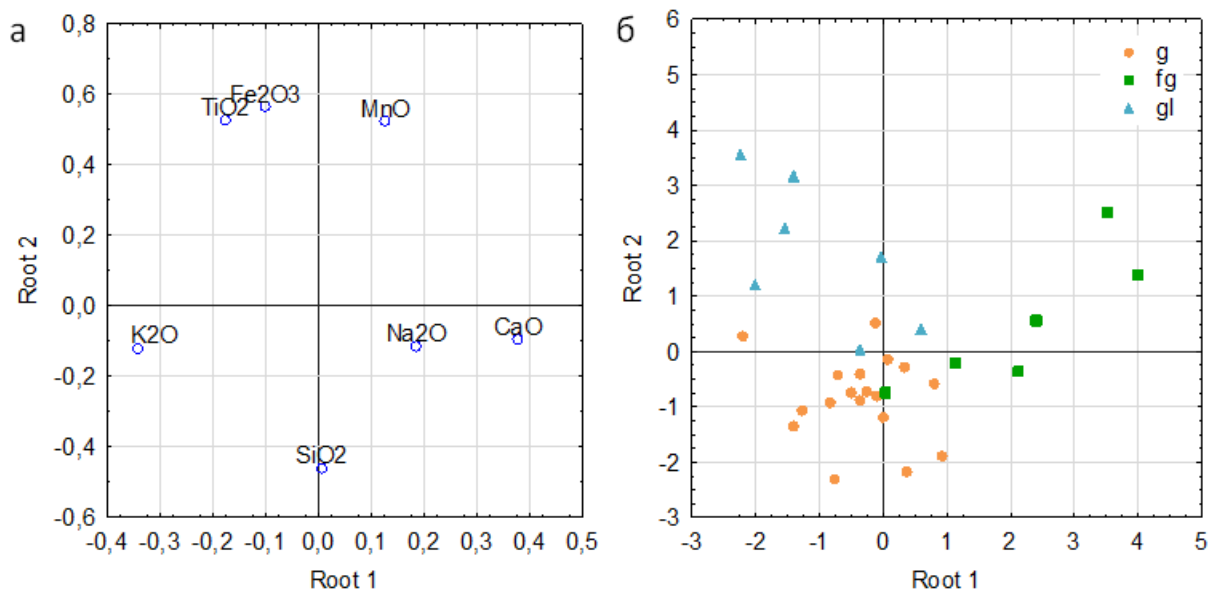 а
0,8
0,6
0,4
0,2
0,0
-0,2
-0,4
-0,6
Root 2
TiO2
Fe2O3
MnO
K2O
Na2O
CaO
SiO2
-0,4 -0,2 -0,1 0,0 0,1 0,2 0,3 0,4 0,5
Root 1
б
6
5
4
3
2
1
0
-1
-2
-3
Root 2
g
fg
gl
-3 -2 -1 0 1 2 3 4 5
Root 1